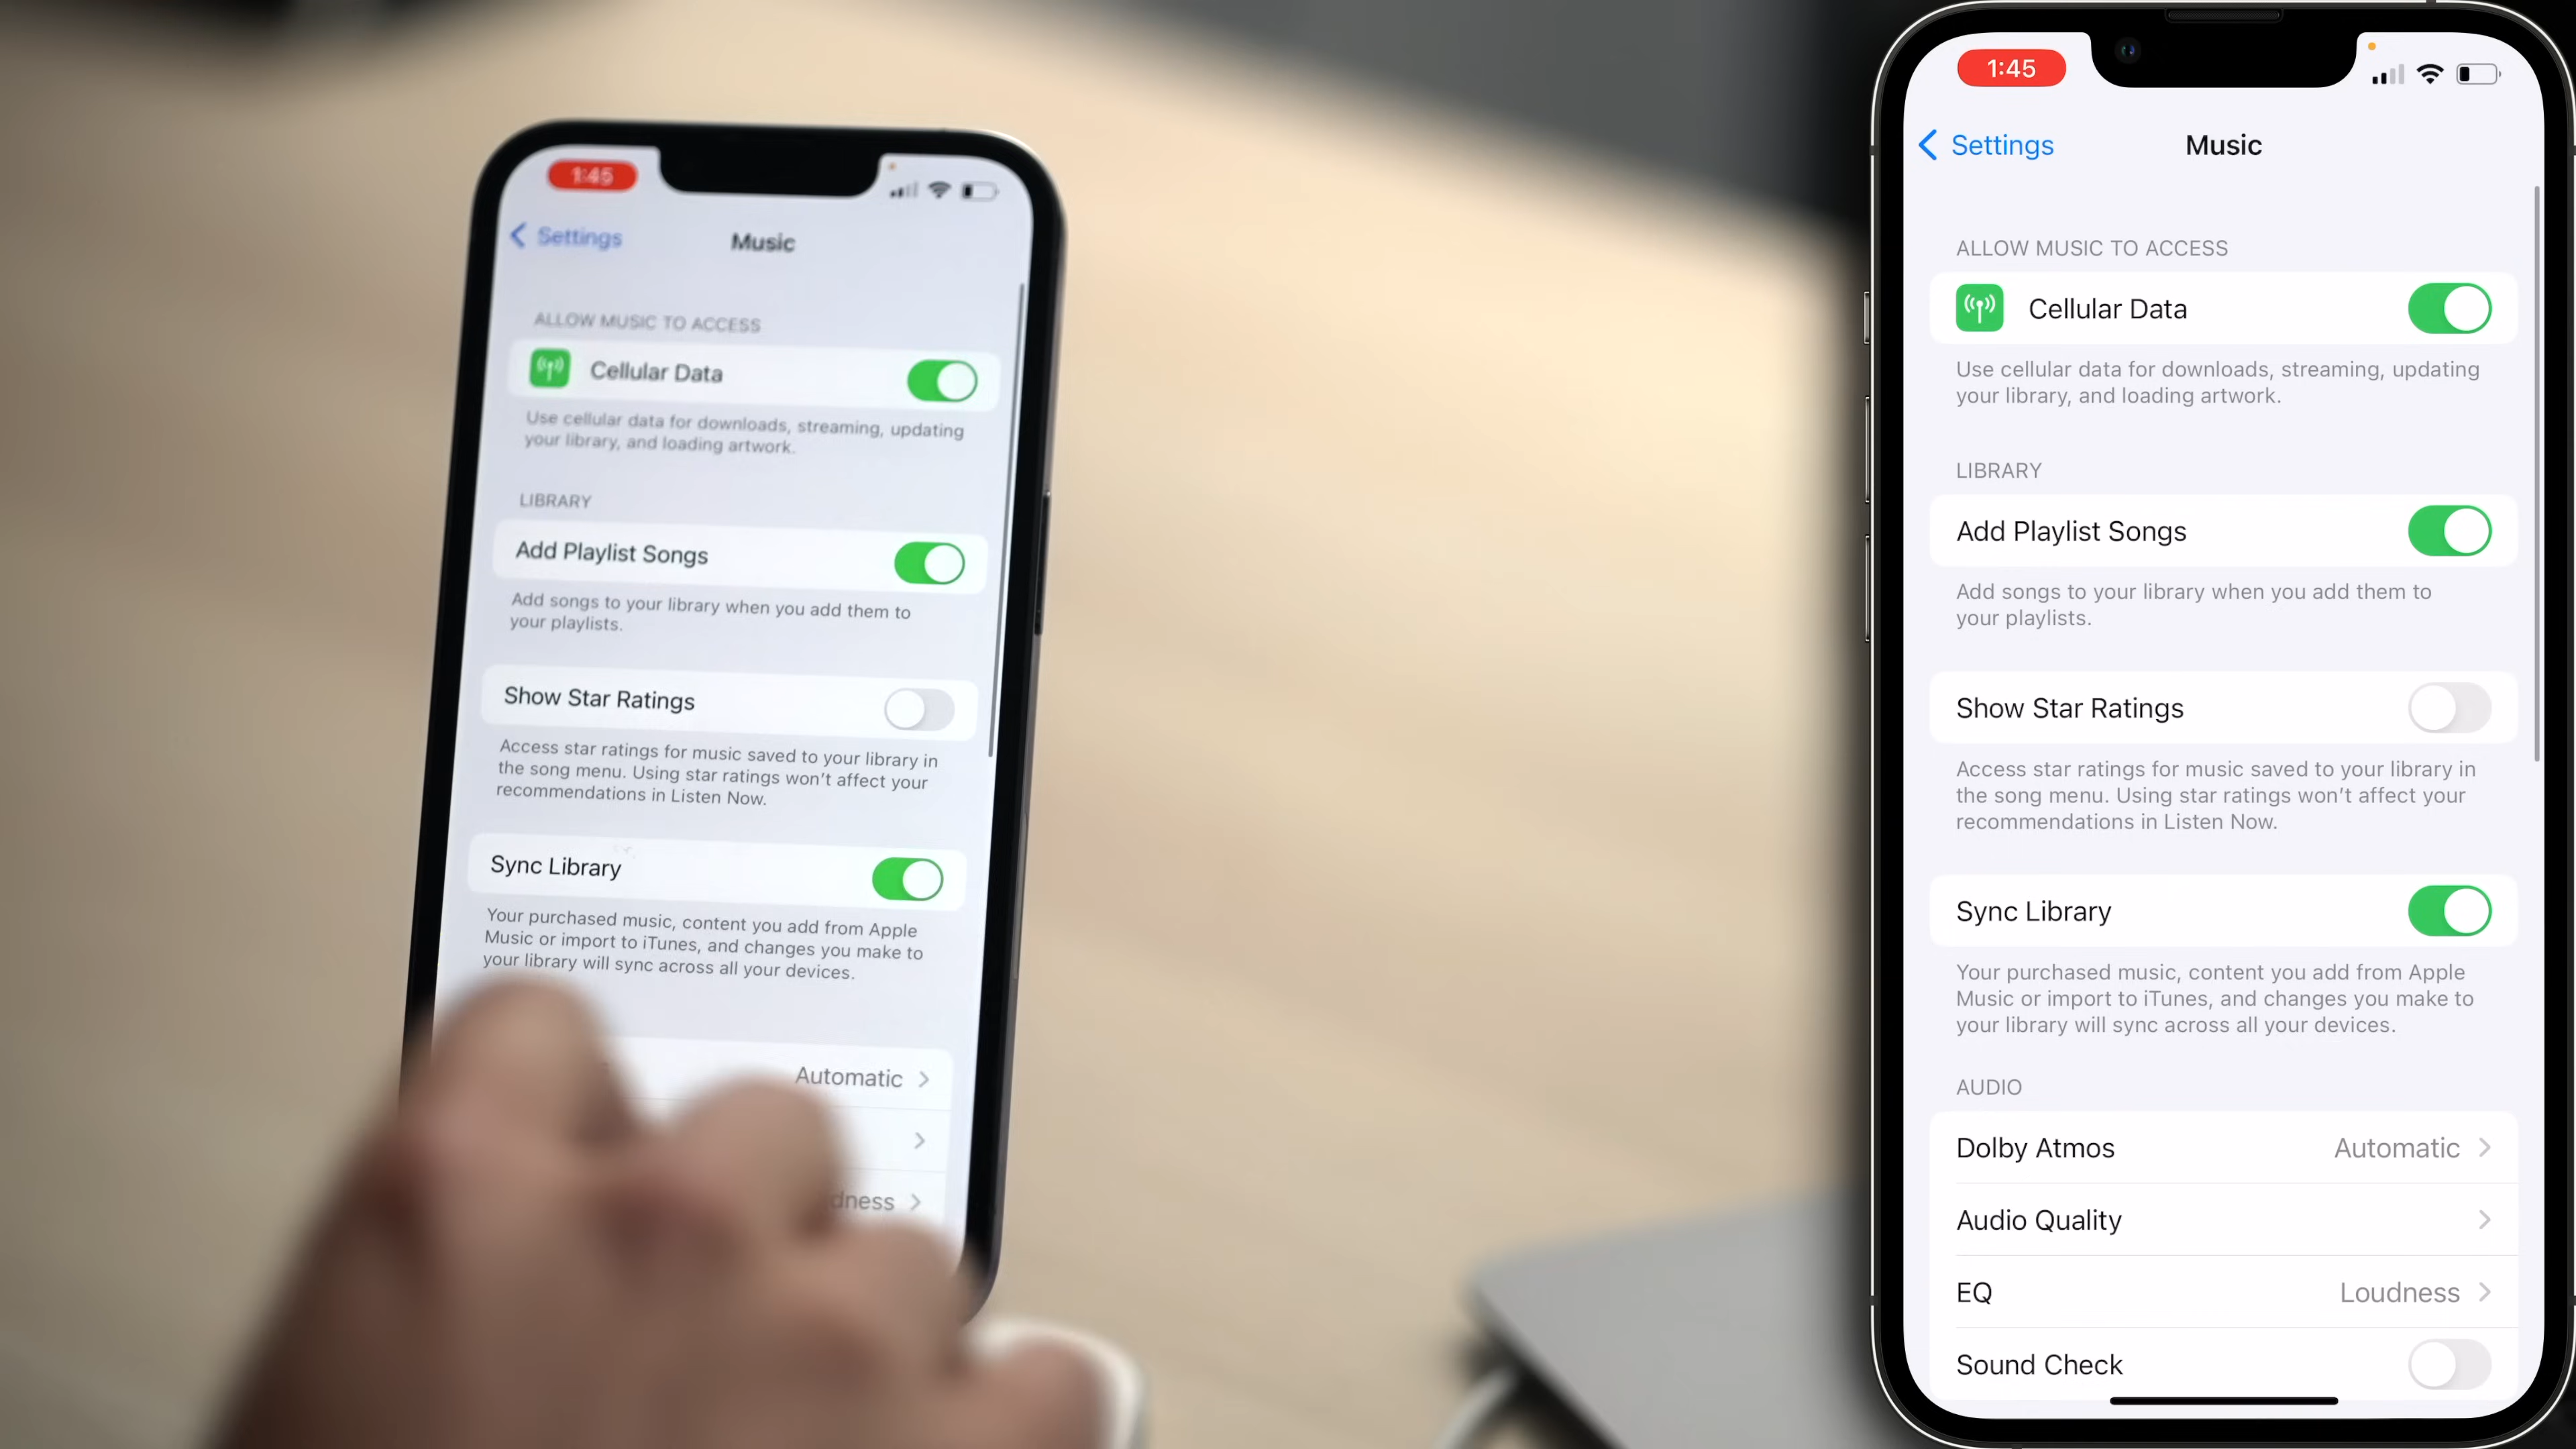 1:45
Settings
Music
ALLOW MUSIC TO ACCESS
Cellular Data
Use cellular data for downloads, streaming, updating
your library, and loading artwork.
LIBRARY
Add Playlist Songs
Add songs to your library when you add them to
your playlists.
Show Star Ratings
Access star ratings for music saved to your library in
the song menu. Using star ratings won’t affect your
recommendations in Listen Now.
Sync Library
Your purchased music, content you add from Apple
Music or import to iTunes, and changes you make to
your library will sync across all your devices.
Automatic
1:45
Settings
Music
ALLOW MUSIC TO ACCESS
Cellular Data
Use cellular data for downloads, streaming, updating
your library, and loading artwork.
LIBRARY
Add Playlist Songs
Add songs to your library when you add them to
your playlists.
Show Star Ratings
Access star ratings for music saved to your library in
the song menu. Using star ratings won’t affect your
recommendations in Listen Now.
Sync Library
Your purchased music, content you add from Apple
Music or import to iTunes, and changes you make to
your library will sync across all your devices.
AUDIO
Dolby Atmos Automatic
Audio Quality
EQ Loudness
Sound Check